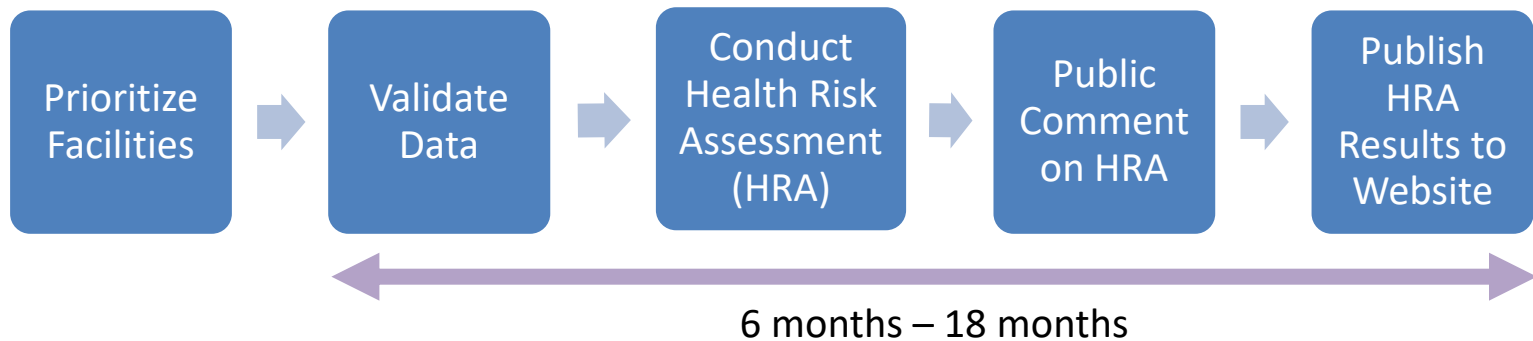 Prioritize
Facilities
Validate
Data
Conduct
Health Risk
Assessment
(HRA)
Public
Comment
on HRA
Publish
HRA
Results to
Website
6 months – 18 months